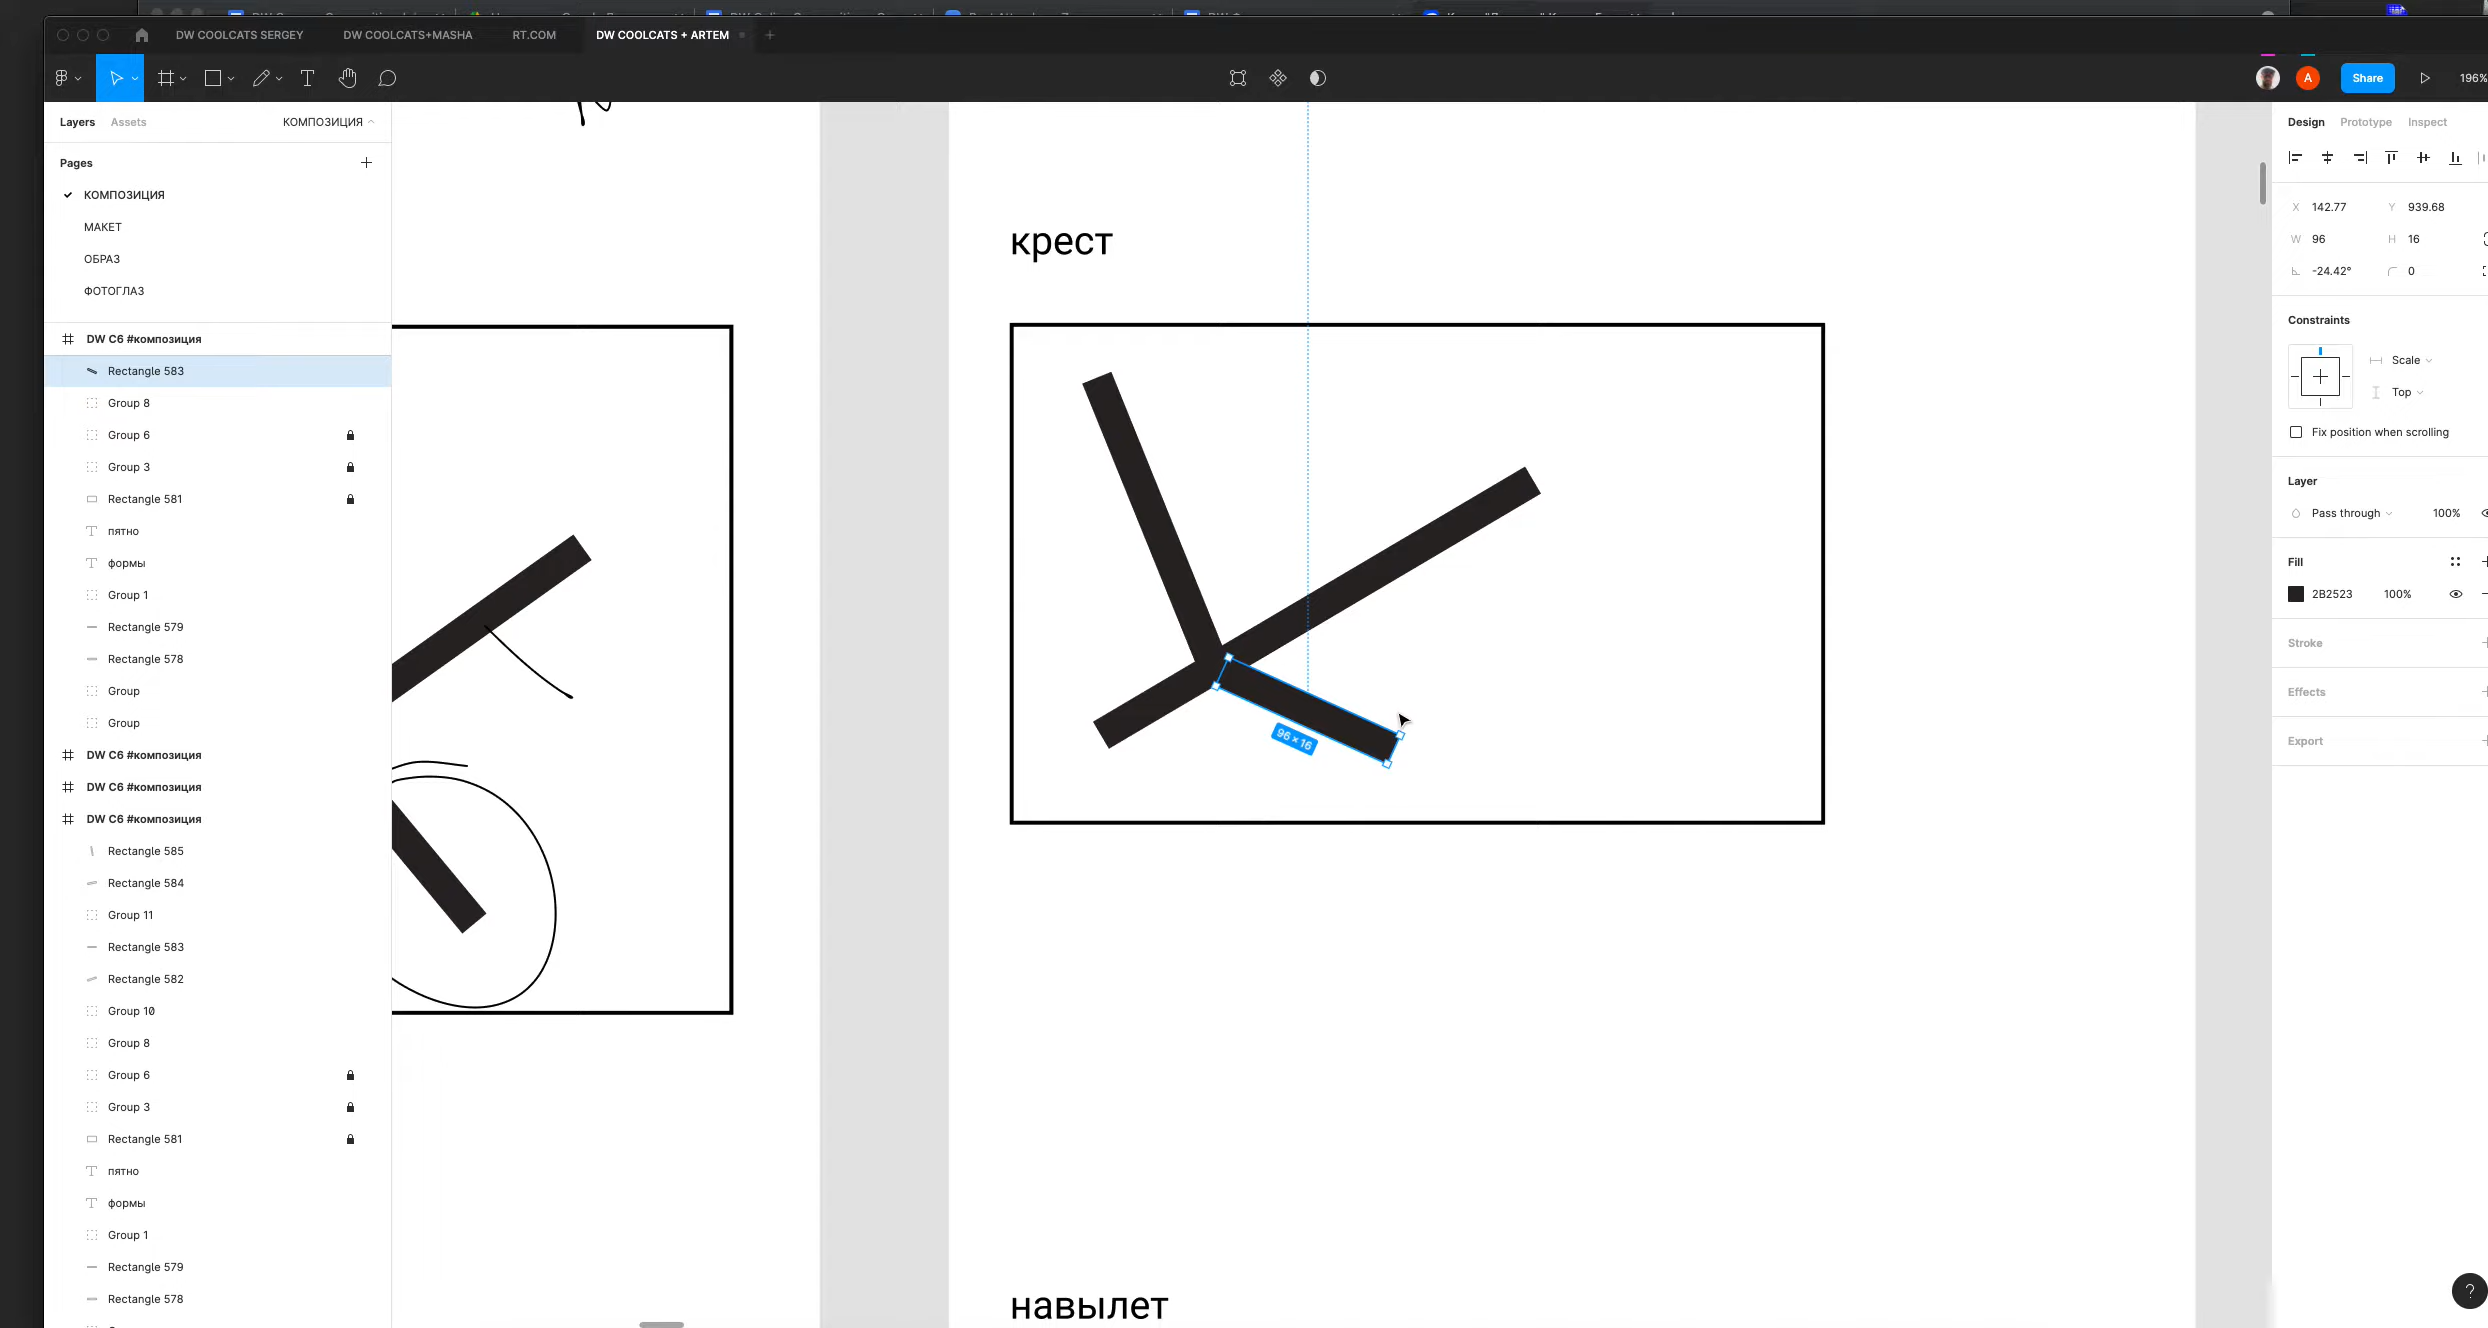 DW COOLCATS SERGEY
DW COOLCATS+MASHA
RT.COM
DW COOLCATS + ARTEM
A
Share
196%
Layers
Assets
КОМПОЗИЦИЯ
Pages
КОМПОЗИЦИЯ
МАКЕТ
ОБРАЗ
ФОТОГЛАЗ
DW C6 #композиция
Rectangle 583
Group 8
Group 6
Group 3
Rectangle 581
пятно
формы
Group 1
Rectangle 579
Rectangle 578
Group
Group
DW C6 #композиция
DW C6 #композиция
DW C6 #композиция
Rectangle 585
Rectangle 584
Group 11
Rectangle 583
Rectangle 582
Group 10
Group 8
Group 6
Group 3
Rectangle 581
пятно
формы
Group 1
Rectangle 579
Rectangle 578
крест
96 × 16
навылет
Design
Prototype
Inspect
X 142.77
Y 939.68
W 96
H 16
-24.42°
0
Constraints
Scale
Top
Fix position when scrolling
Layer
Pass through
100%
Fill
2B2523
100%
Stroke
Effects
Export
?